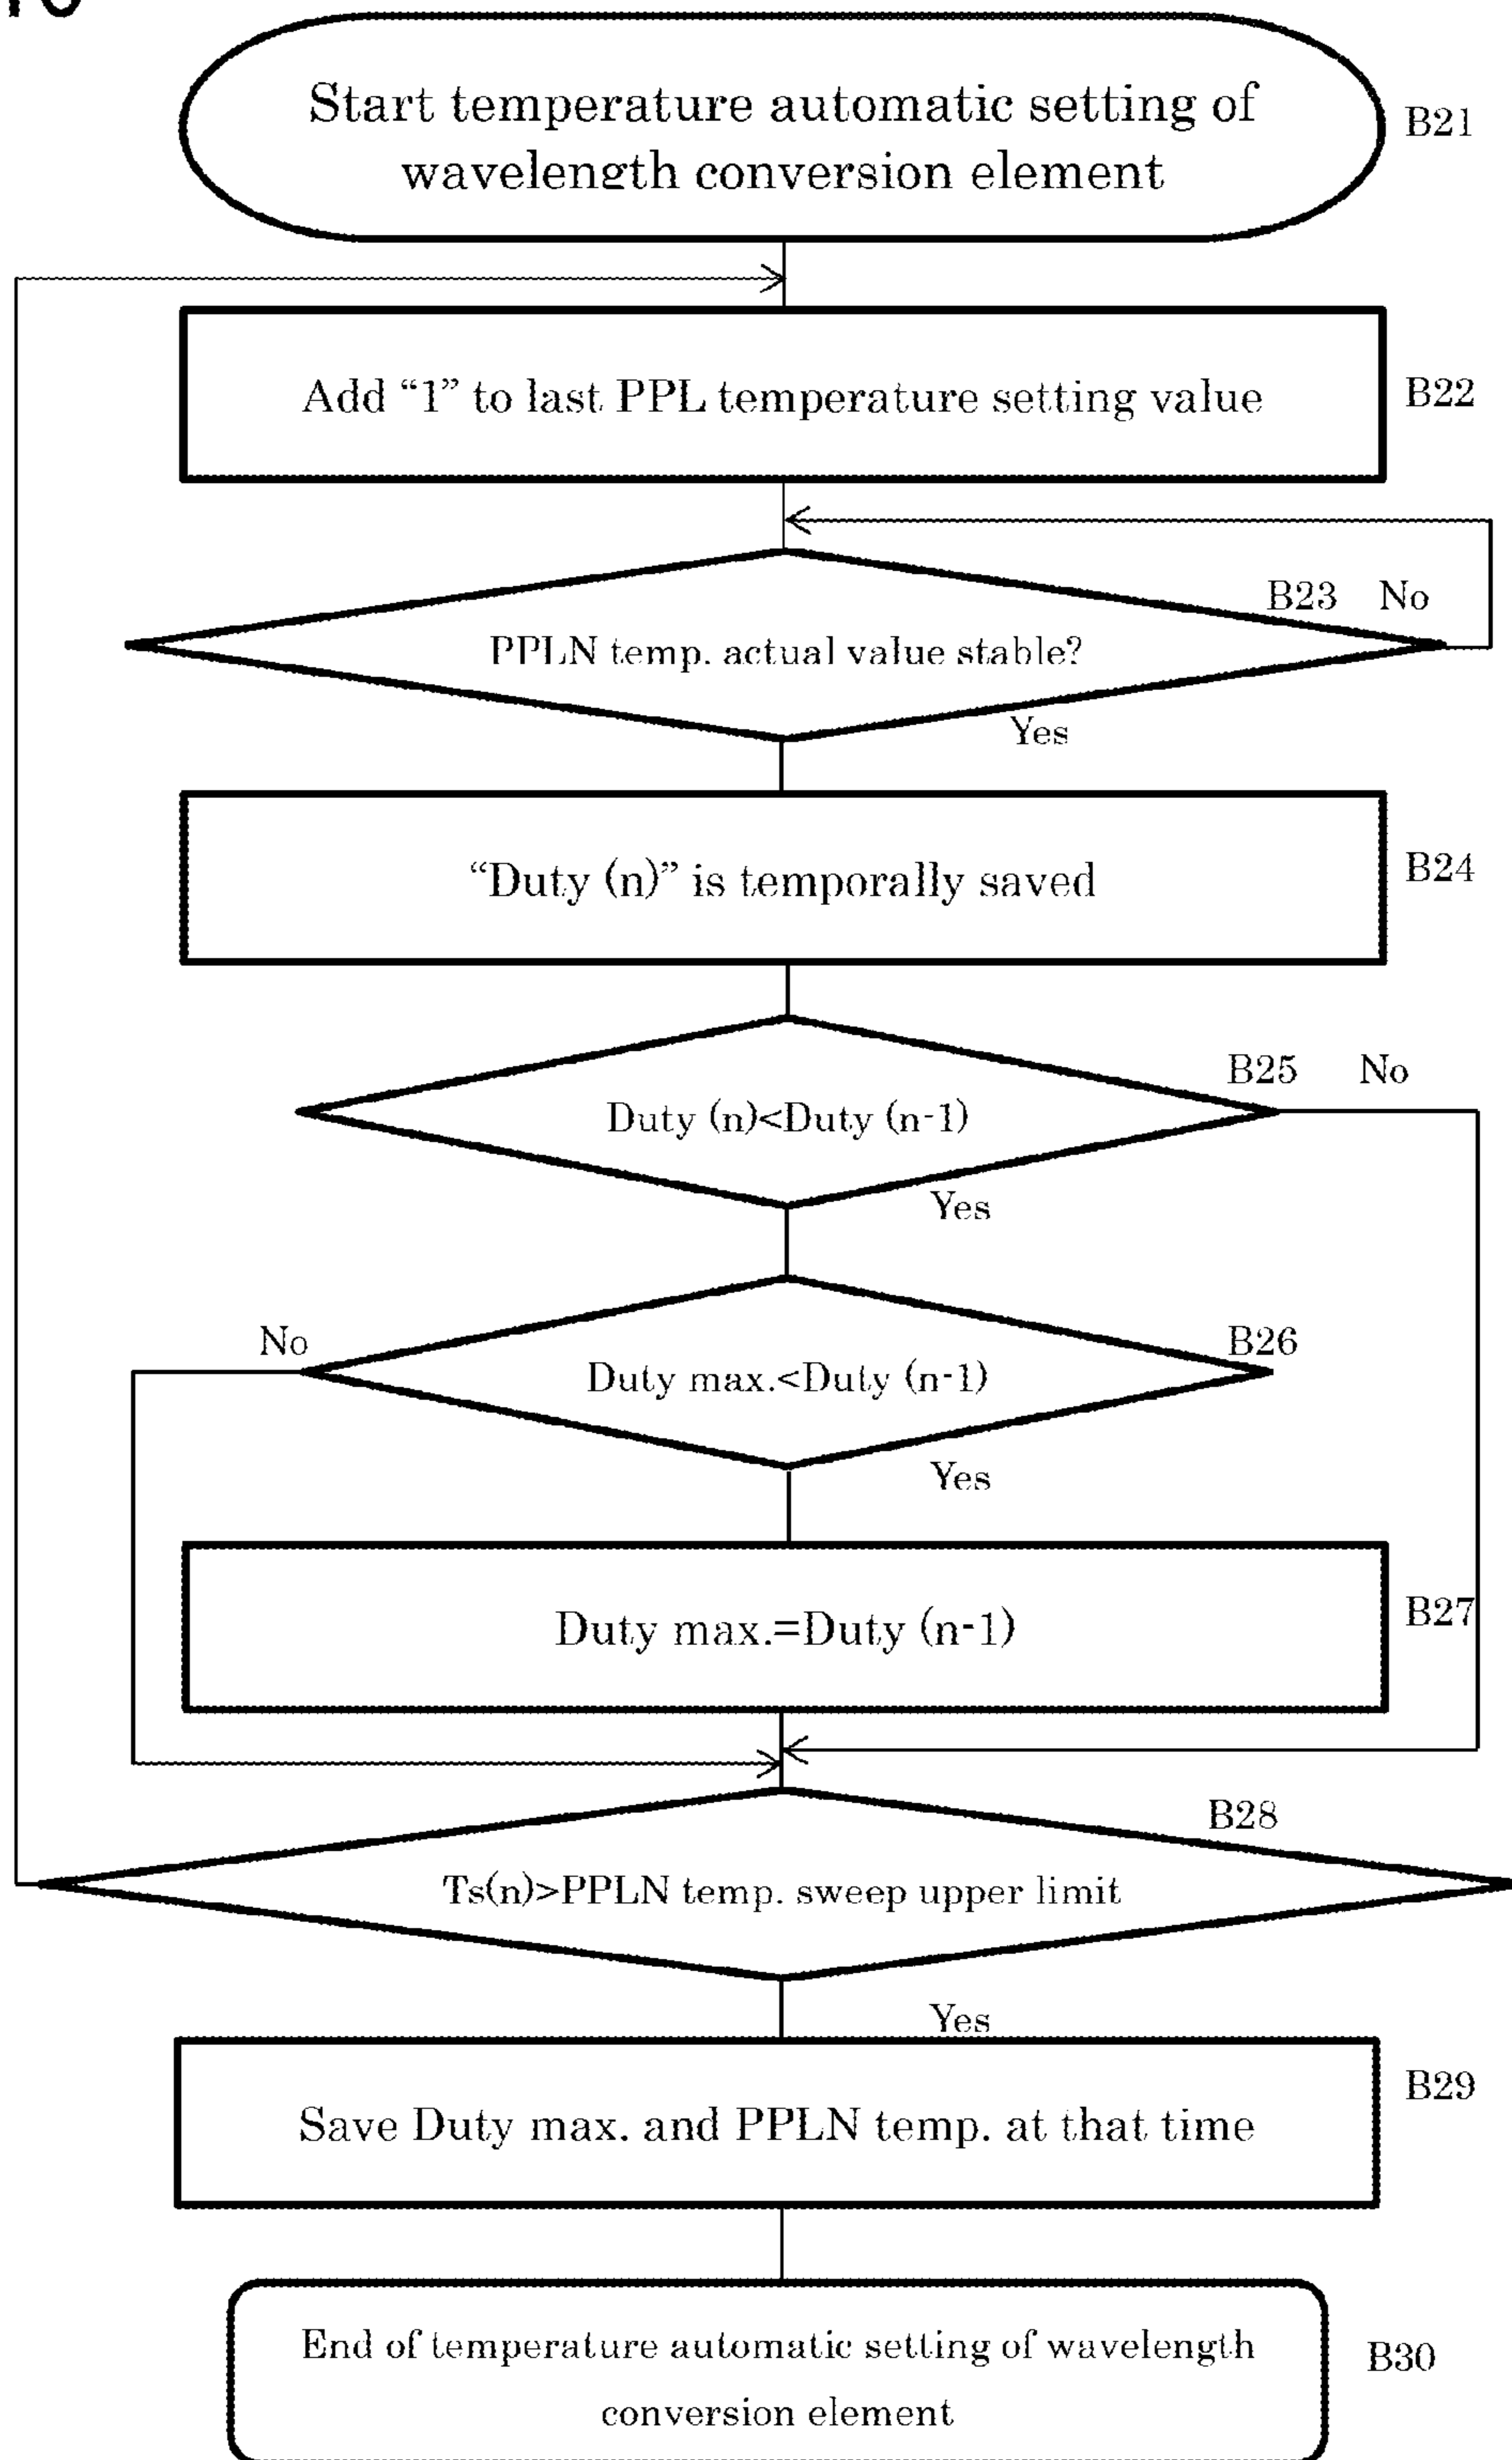 Start temperature automatic setting of
wavelength conversion element
B21
Add “1” to last PPL temperature setting value
B22
B23 No
PPLN temp. actual value stable?
Yes
“Duty (n)” is temporally saved
B24
B25 No
Duty (n)<Duty (n-1)
Yes
No
B26
Duty max.<Duty (n-1)
Yes
Duty max.=Duty (n-1)
B27
B28
Ts(n)>PPLN temp. sweep upper limit
Yes
Save Duty max. and PPLN temp. at that time
B29
End of temperature automatic setting of wavelength
conversion element
B30